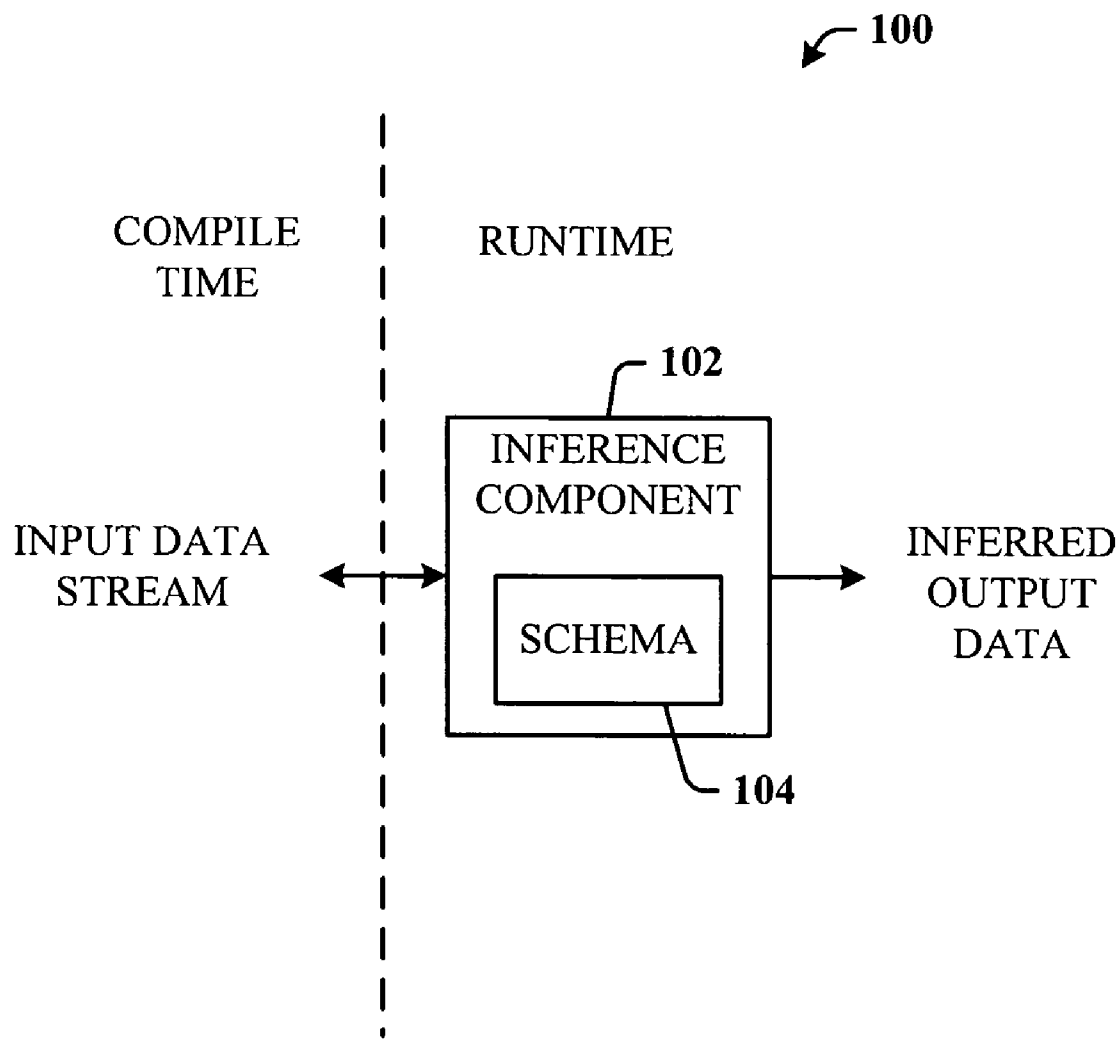 100
COMPILE
TIME
RUNTIME
102
INFERENCE
COMPONENT
INPUT DATA
STREAM
SCHEMA
INFERRED
OUTPUT
DATA
104